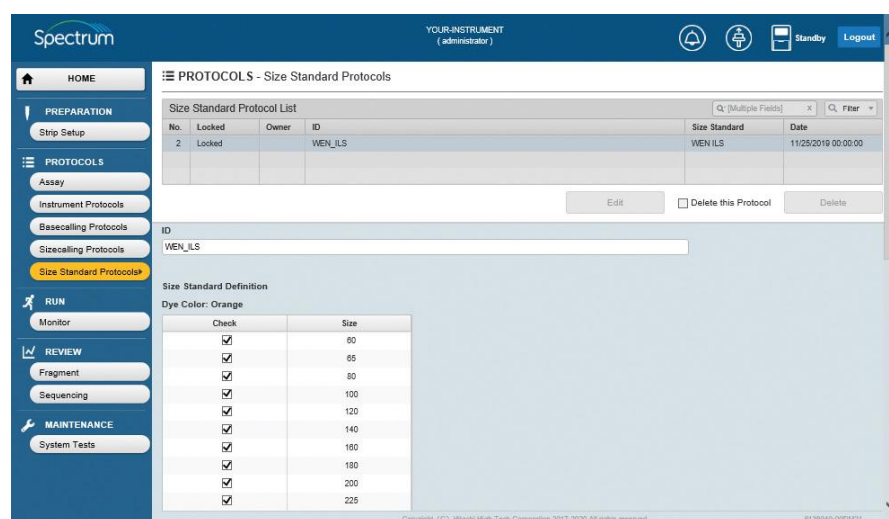 Spectrum
YOUR-INSTRUMENT
( administrator )
Standby
Logout
HOME
PREPARATION
Strip Setup
PROTOCOLS
Assay
Instrument Protocols
Basecalling Protocols
Sizecalling Protocols
Size Standard Protocols
RUN
Monitor
REVIEW
Fragment
Sequencing
MAINTENANCE
System Tests
PROTOCOLS - Size Standard Protocols
Size Standard Protocol List
[Multiple Fields] x Filter
No. Locked Owner ID Size Standard Date
2 Locked WEN_ILS WEN ILS 11/25/2019 00:00:00
Edit Delete this Protocol Delete
ID
WEN_ILS
Size Standard Definition
Dye Color: Orange
Check Size
60
65
80
100
120
140
160
180
200
225